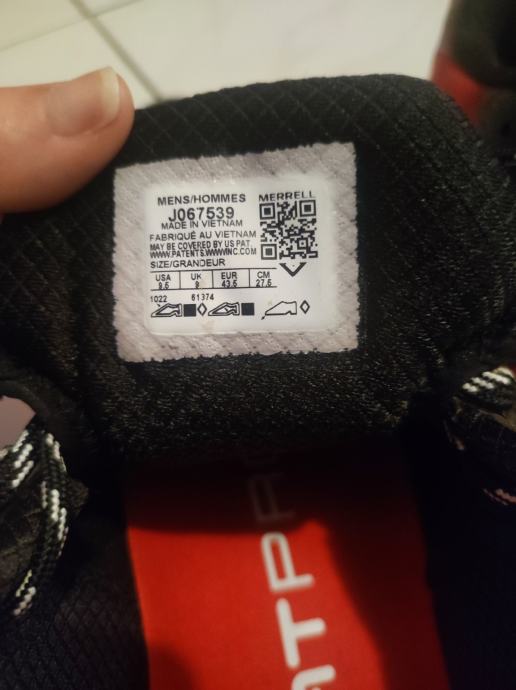 MENS/HOMMES
MERRELL
J067539
MADE IN VIETNAM
FABRIQUÉ AU VIETNAM
MAY BE COVERED BY US PAT.
WWW.PATENTS.WWWINC.COM
SIZE/GRANDEUR
USA UK EUR CM
9.5 9 43.5 27.5
1022 61374
TP